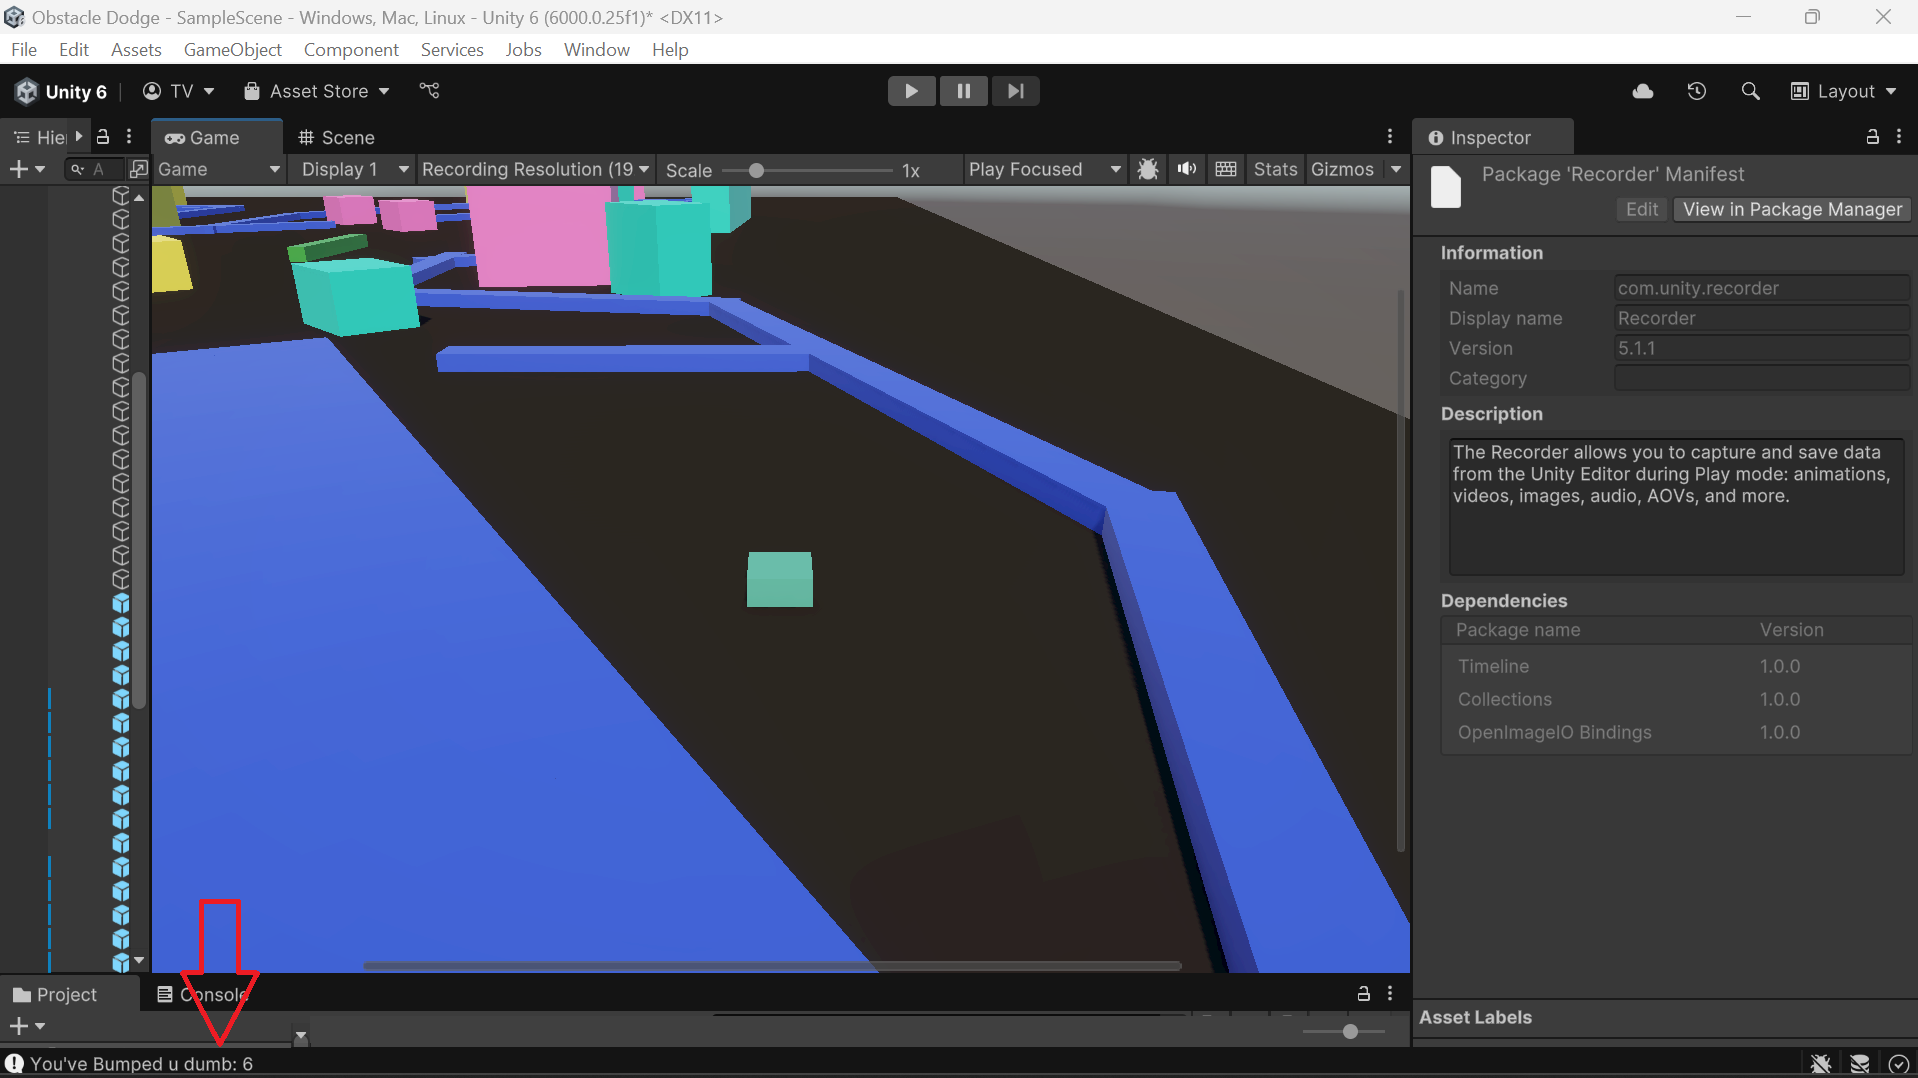 Obstacle Dodge - SampleScene - Windows, Mac, Linux - Unity 6 (6000.0.25f1)* <DX11>
File Edit Assets GameObject Component Services Jobs Window Help
Unity 6 TV Asset Store Layout
Hie Game Scene Inspector
A Game Display 1 Recording Resolution (19 Scale 1x Play Focused Stats Gizmos
Package 'Recorder' Manifest
Edit View in Package Manager
Information
Name com.unity.recorder
Display name Recorder
Version 5.1.1
Category
Description
The Recorder allows you to capture and save data
from the Unity Editor during Play mode: animations,
videos, images, audio, AOVs, and more.
Dependencies
Package name Version
Timeline 1.0.0
Collections 1.0.0
OpenImageIO Bindings 1.0.0
Project Console
Asset Labels
You've Bumped u dumb: 6